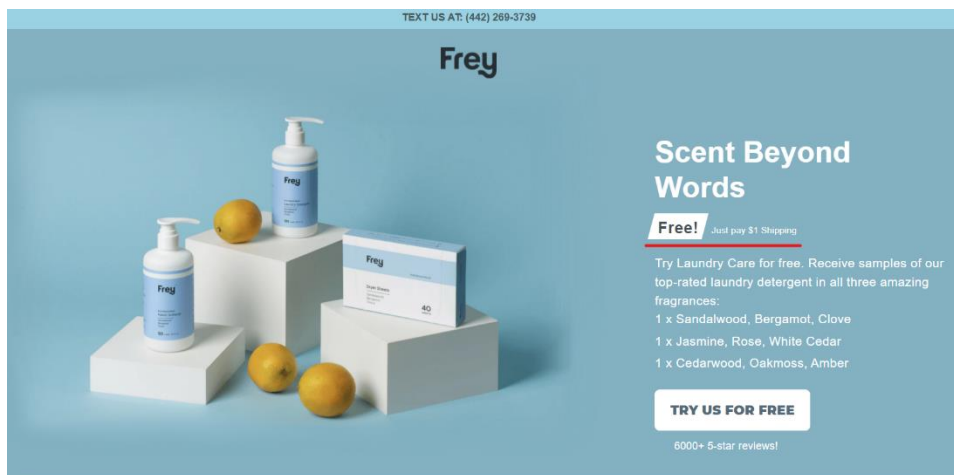 TEXT US AT: (442) 269-3739
Frey
Frey
Frey
Frey
Dryer Sheets
40
Scent Beyond
Words
Free! Just pay $1 Shipping
Try Laundry Care for free. Receive samples of our
top-rated laundry detergent in all three amazing
fragrances:
1 x Sandalwood, Bergamot, Clove
1 x Jasmine, Rose, White Cedar
1 x Cedarwood, Oakmoss, Amber
TRY US FOR FREE
6000+ 5-star reviews!